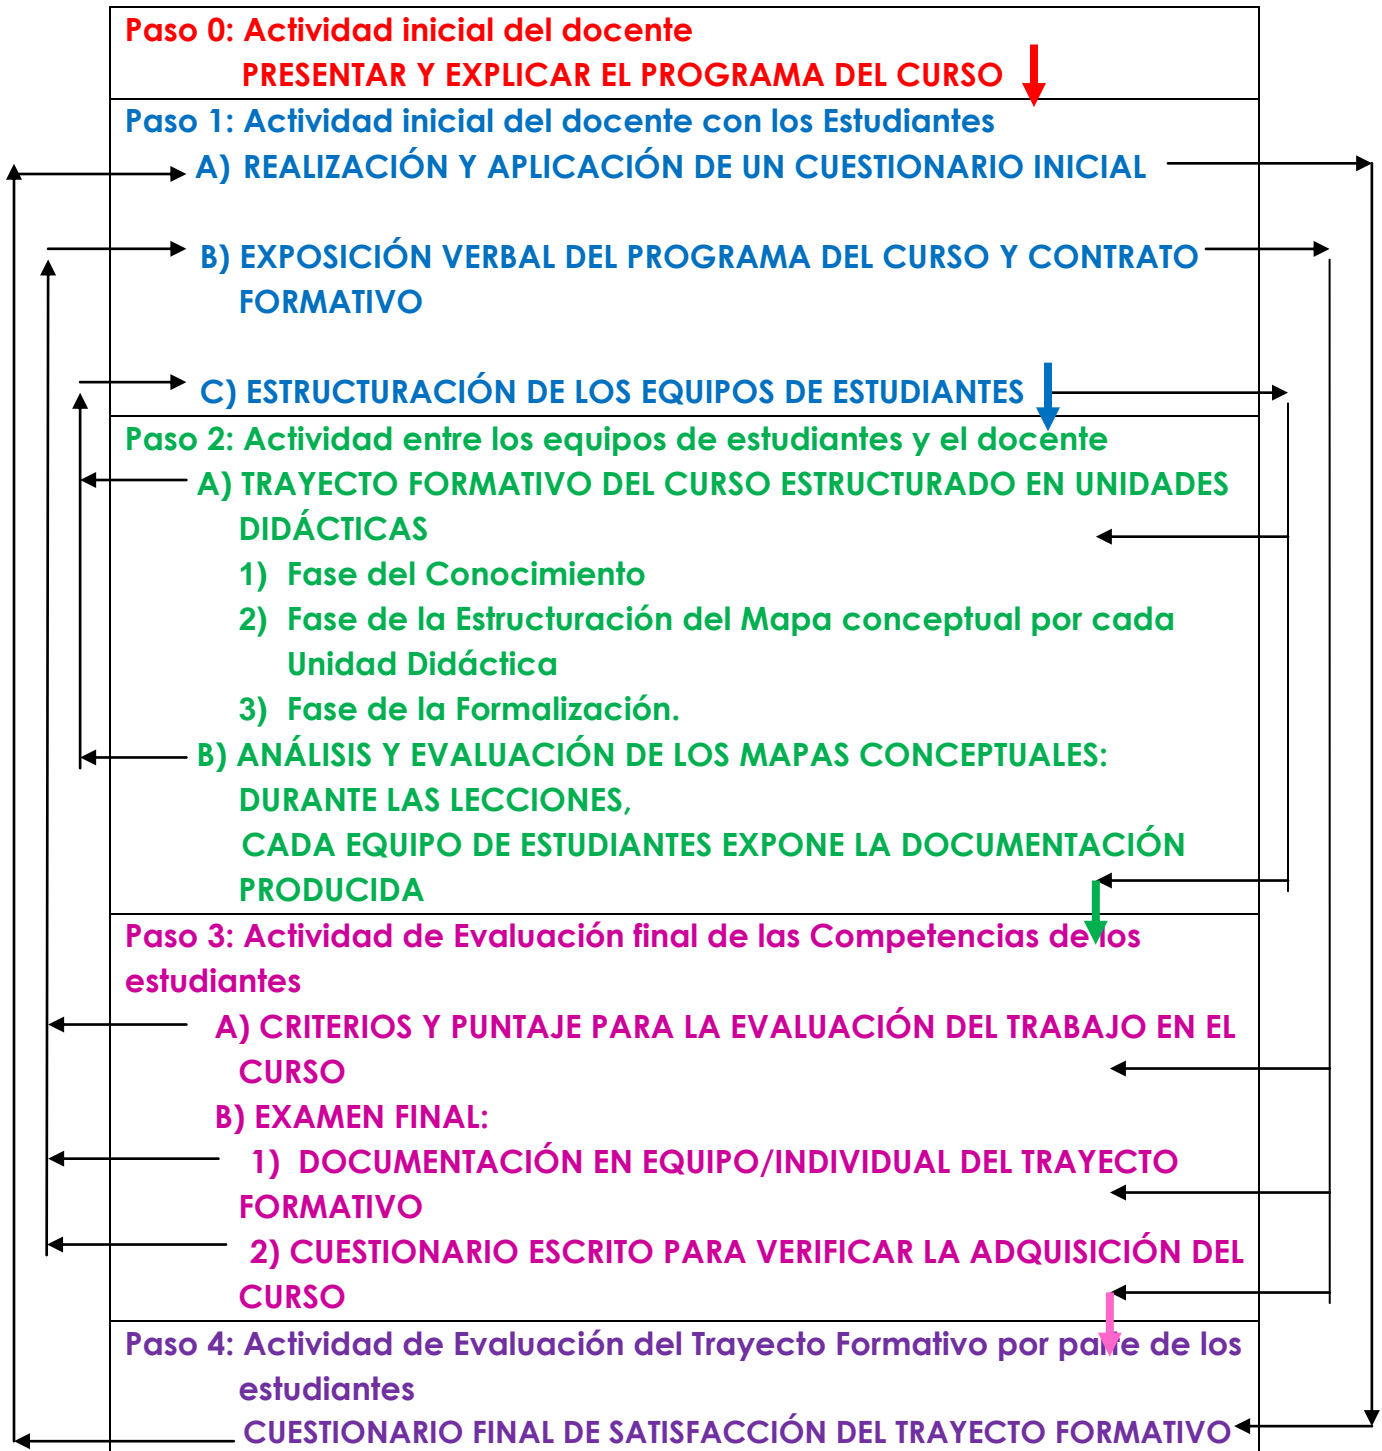 Paso 0: Actividad inicial del docente
PRESENTAR Y EXPLICAR EL PROGRAMA DEL CURSO
Paso 1: Actividad inicial del docente con los Estudiantes
A) REALIZACIÓN Y APLICACIÓN DE UN CUESTIONARIO INICIAL
B) EXPOSICIÓN VERBAL DEL PROGRAMA DEL CURSO Y CONTRATO
FORMATIVO
C) ESTRUCTURACIÓN DE LOS EQUIPOS DE ESTUDIANTES
Paso 2: Actividad entre los equipos de estudiantes y el docente
A) TRAYECTO FORMATIVO DEL CURSO ESTRUCTURADO EN UNIDADES
DIDÁCTICAS
1) Fase del Conocimiento
2) Fase de la Estructuración del Mapa conceptual por cada
Unidad Didáctica
3) Fase de la Formalización.
B) ANÁLISIS Y EVALUACIÓN DE LOS MAPAS CONCEPTUALES:
DURANTE LAS LECCIONES,
CADA EQUIPO DE ESTUDIANTES EXPONE LA DOCUMENTACIÓN
PRODUCIDA
Paso 3: Actividad de Evaluación final de las Competencias de los
estudiantes
A) CRITERIOS Y PUNTAJE PARA LA EVALUACIÓN DEL TRABAJO EN EL
CURSO
B) EXAMEN FINAL:
1) DOCUMENTACIÓN EN EQUIPO/INDIVIDUAL DEL TRAYECTO
FORMATIVO
2) CUESTIONARIO ESCRITO PARA VERIFICAR LA ADQUISICIÓN DEL
CURSO
Paso 4: Actividad de Evaluación del Trayecto Formativo por parte de los
estudiantes
CUESTIONARIO FINAL DE SATISFACCIÓN DEL TRAYECTO FORMATIVO